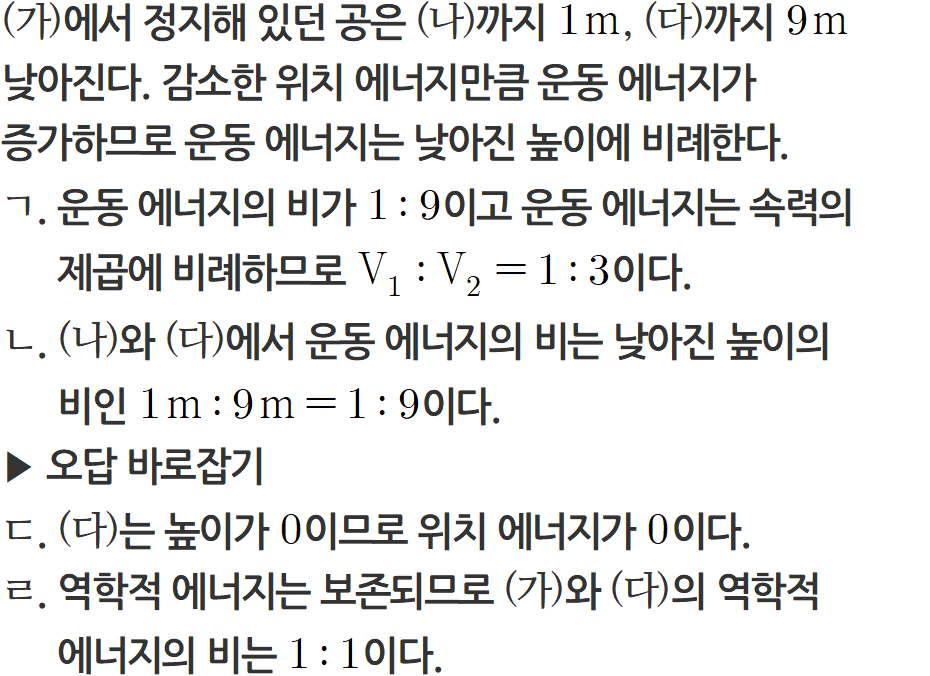 (가)에서 정지해 있던 공은 (나)까지 1m, (다)까지 9m
낮아진다. 감소한 위치 에너지만큼 운동 에너지가
증가하므로 운동 에너지는 낮아진 높이에 비례한다.
ㄱ. 운동 에너지의 비가 1 : 9이고 운동 에너지는 속력의
제곱에 비례하므로 V₁ : V₂ = 1 : 3이다.
ㄴ. (나)와 (다)에서 운동 에너지의 비는 낮아진 높이의
비인 1m : 9m = 1 : 9이다.
▶ 오답 바로잡기
ㄷ. (다)는 높이가 0이므로 위치 에너지가 0이다.
ㄹ. 역학적 에너지는 보존되므로 (가)와 (다)의 역학적
에너지의 비는 1 : 1이다.